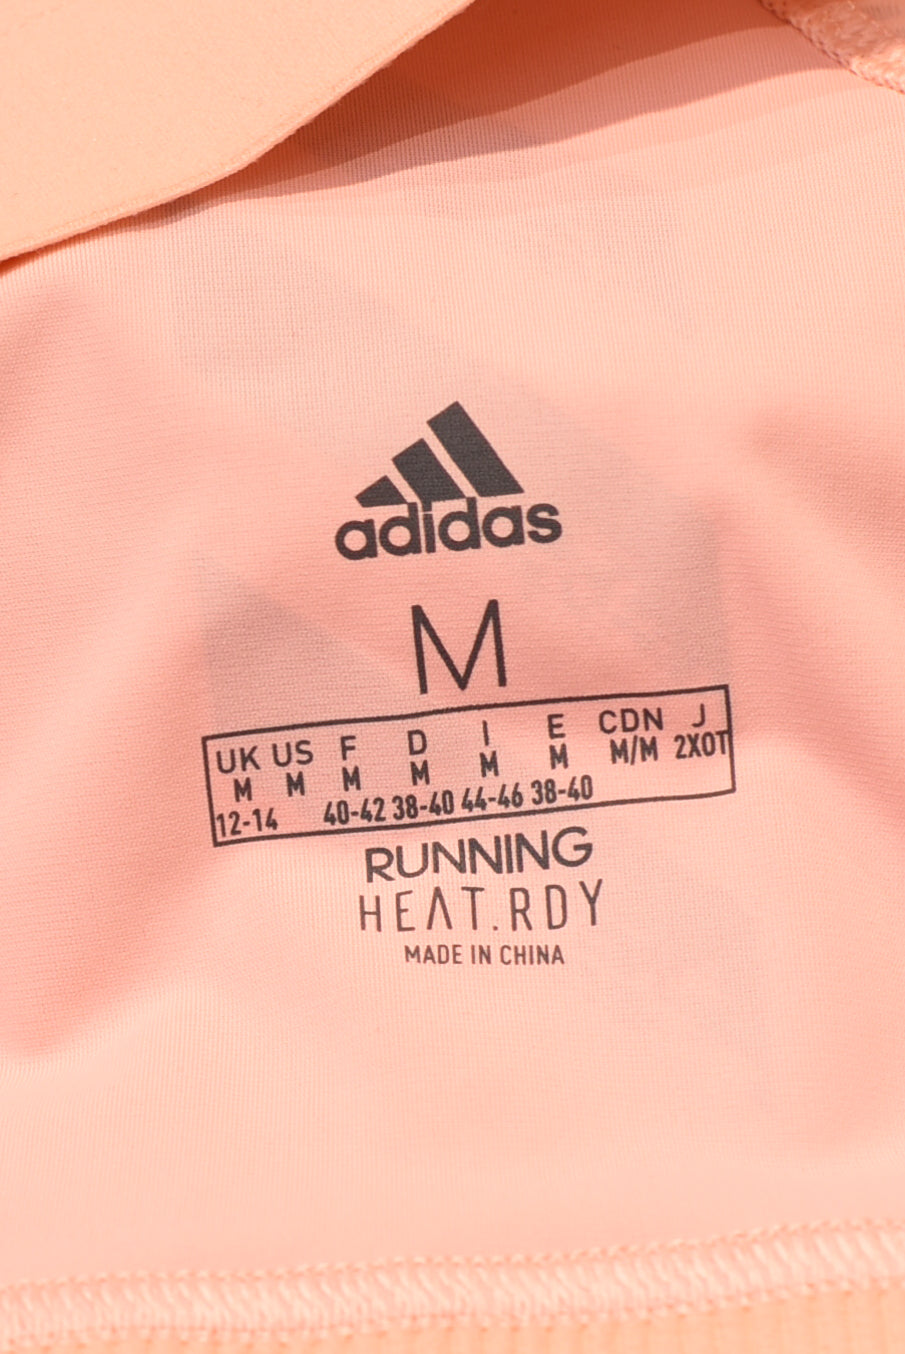 adidas
M
UK US F D I E CDN J
M M M M M M M/M 2XOT
12-14 40-42 38-40 44-46 38-40
RUNNING
HEAT.RDY
MADE IN CHINA